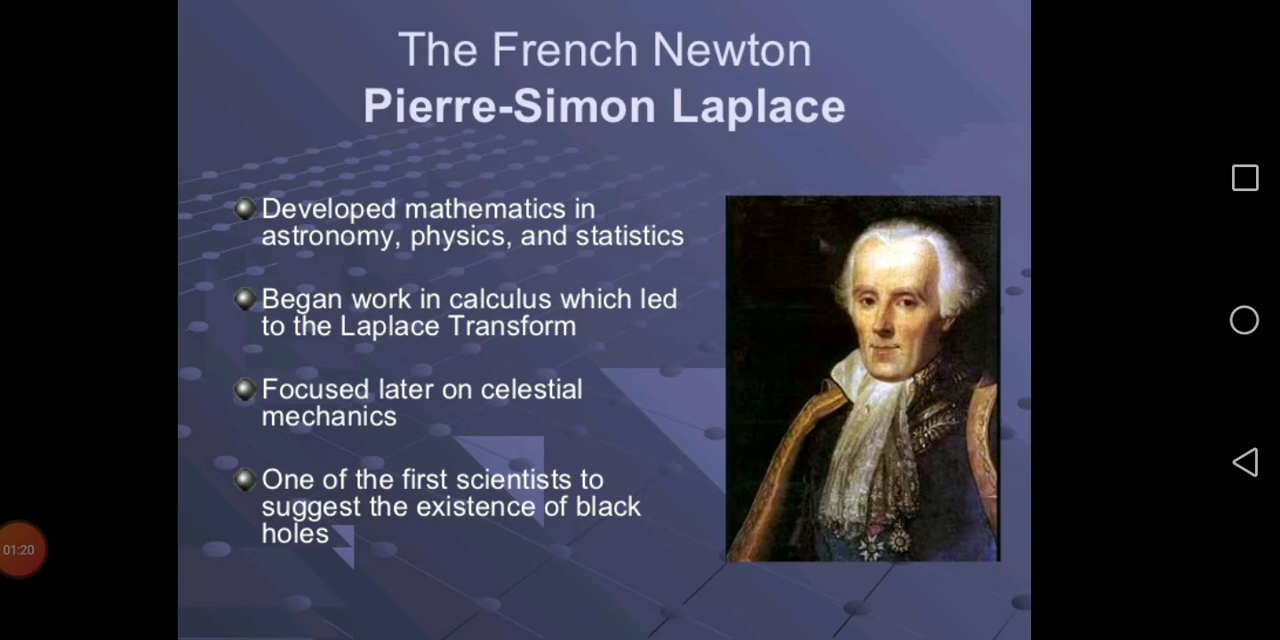 The French Newton
Pierre-Simon Laplace
Developed mathematics in
astronomy, physics, and statistics
Began work in calculus which led
to the Laplace Transform
Focused later on celestial
mechanics
One of the first scientists to
suggest the existence of black
holes
01:20